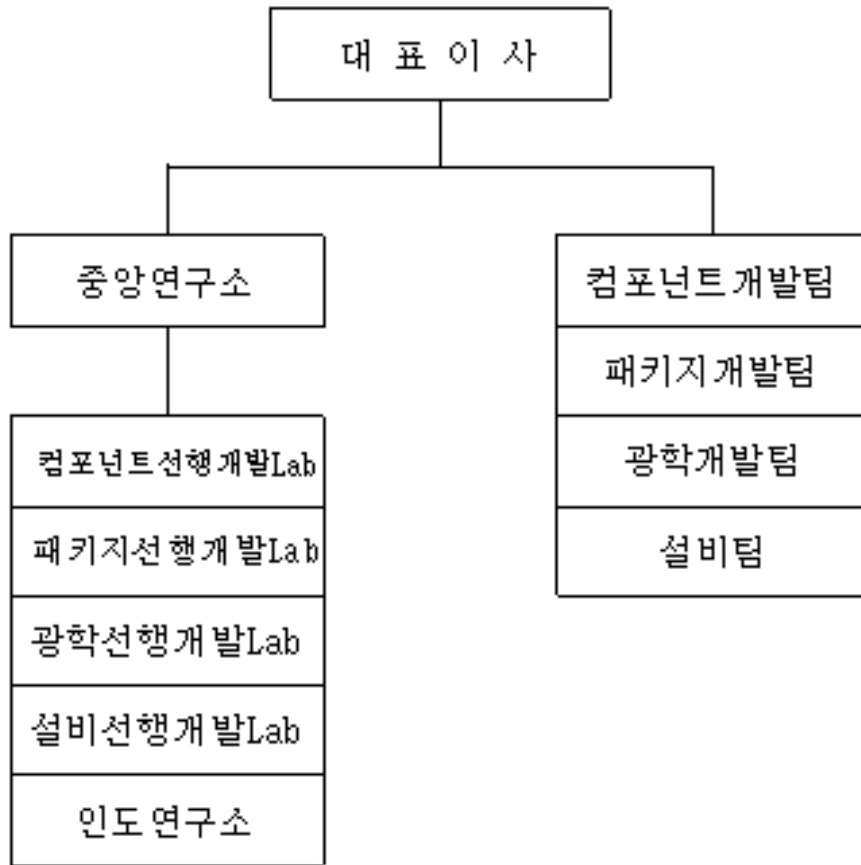 대 표 이 사
중앙연구소
컴포넌트선행개발Lab
패키지선행개발Lab
광학선행개발Lab
설비선행개발Lab
인도연구소
컴포넌트개발팀
패키지개발팀
광학개발팀
설비팀